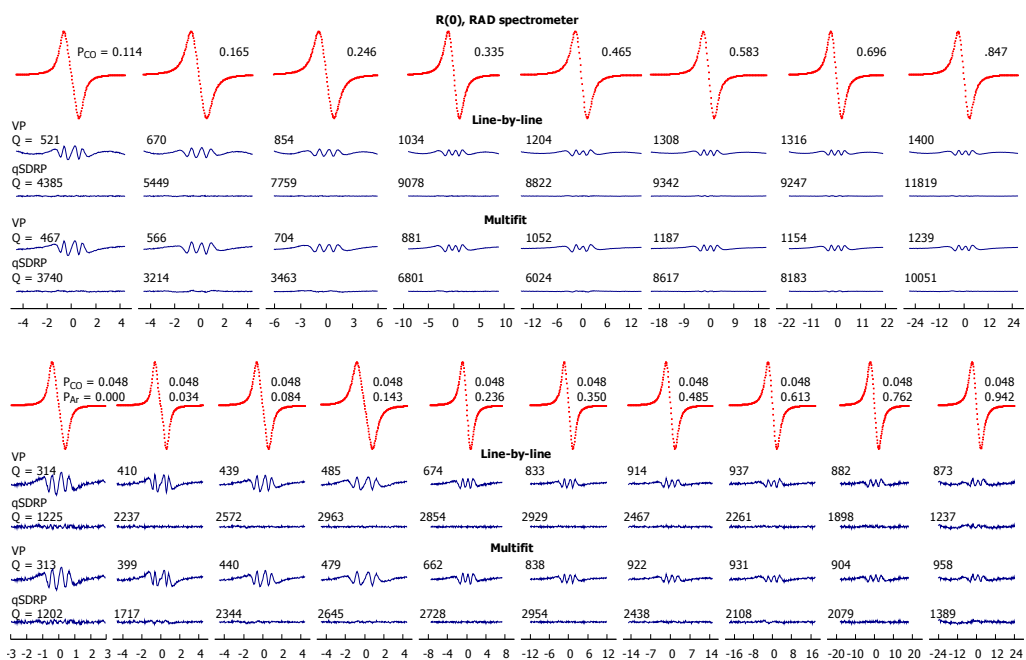 R(0), RAD spectrometer
P_CO = 0.114 0.165 0.246 0.335 0.465 0.583 0.696 .847
Line-by-line
VP
Q = 521 670 854 1034 1204 1308 1316 1400
qSDRP
Q = 4385 5449 7759 9078 8822 9342 9247 11819
Multifit
VP
Q = 467 566 704 881 1052 1187 1154 1239
qSDRP
Q = 3740 3214 3463 6801 6024 8617 8183 10051
-4 -2 0 2 4 -4 -2 0 2 4 -6 -3 0 3 6 -10 -5 0 5 10 -12 -6 0 6 12 -18 -9 0 9 18 -22 -11 0 11 22 -24 -12 0 12 24
P_CO = 0.048 0.048 0.048 0.048 0.048 0.048 0.048 0.048 0.048 0.048
P_Ar = 0.000 0.034 0.084 0.143 0.236 0.350 0.485 0.613 0.762 0.942
Line-by-line
VP
Q = 314 410 439 485 674 833 914 937 882 873
qSDRP
Q = 1225 2237 2572 2963 2854 2929 2467 2261 1898 1237
Multifit
VP
Q = 313 399 440 479 662 838 922 931 904 958
qSDRP
Q = 1202 1717 2344 2645 2728 2954 2438 2108 2079 1389
-3 -2 -1 0 1 2 3 -4 -2 0 2 4 -4 -2 0 2 4 -4 -2 0 2 4 -8 -4 0 4 8 -12 -6 0 6 12 -14 -7 0 7 14 -16 -8 0 8 16 -20 -10 0 10 20 -24 -12 0 12 24